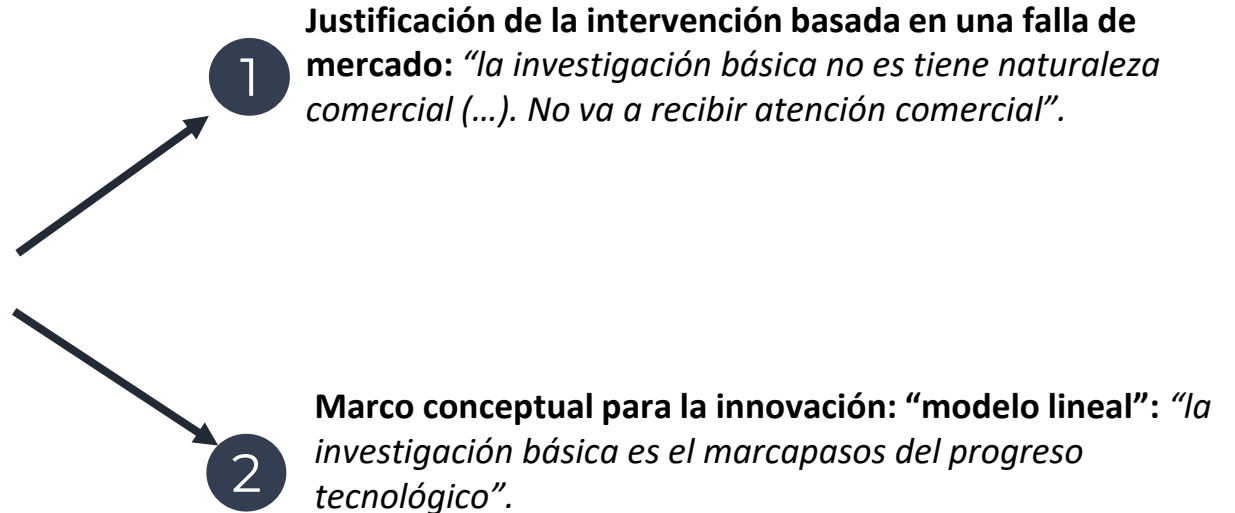 1
Justificación de la intervención basada en una falla de
mercado: “la investigación básica no es tiene naturaleza
comercial (…). No va a recibir atención comercial”.
2
Marco conceptual para la innovación: “modelo lineal”: “la
investigación básica es el marcapasos del progreso
tecnológico”.